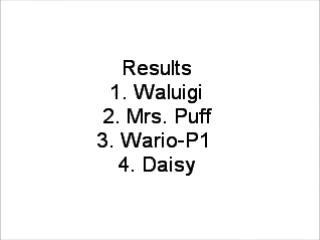 Results
1. Waluigi
2. Mrs. Puff
3. Wario-P1
4. Daisy